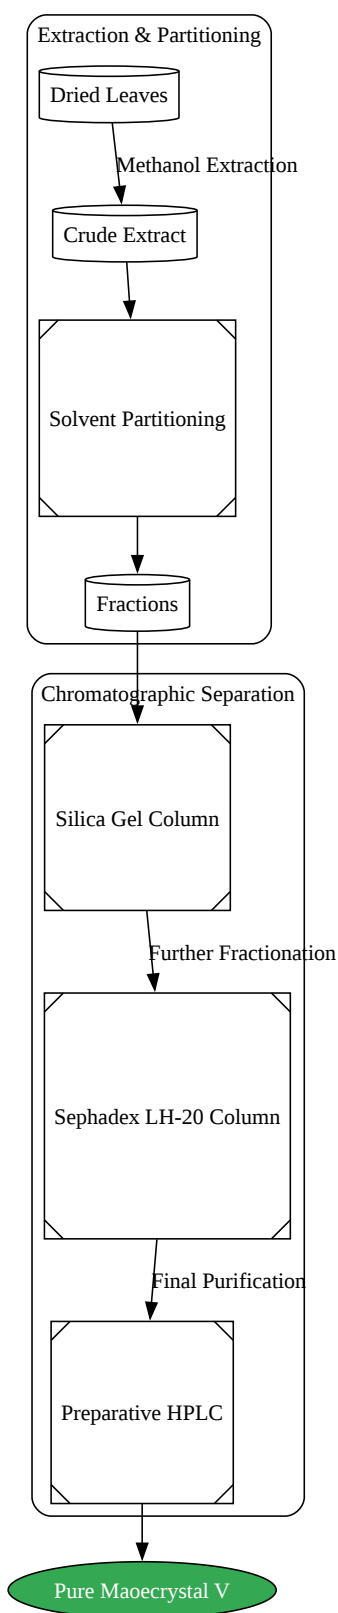 Extraction & Partitioning
Dried Leaves
Methanol Extraction
Crude Extract
Solvent Partitioning
Fractions
Chromatographic Separation
Silica Gel Column
Further Fractionation
Sephadex LH-20 Column
Final Purification
Preparative HPLC
Pure Maoecrystal V